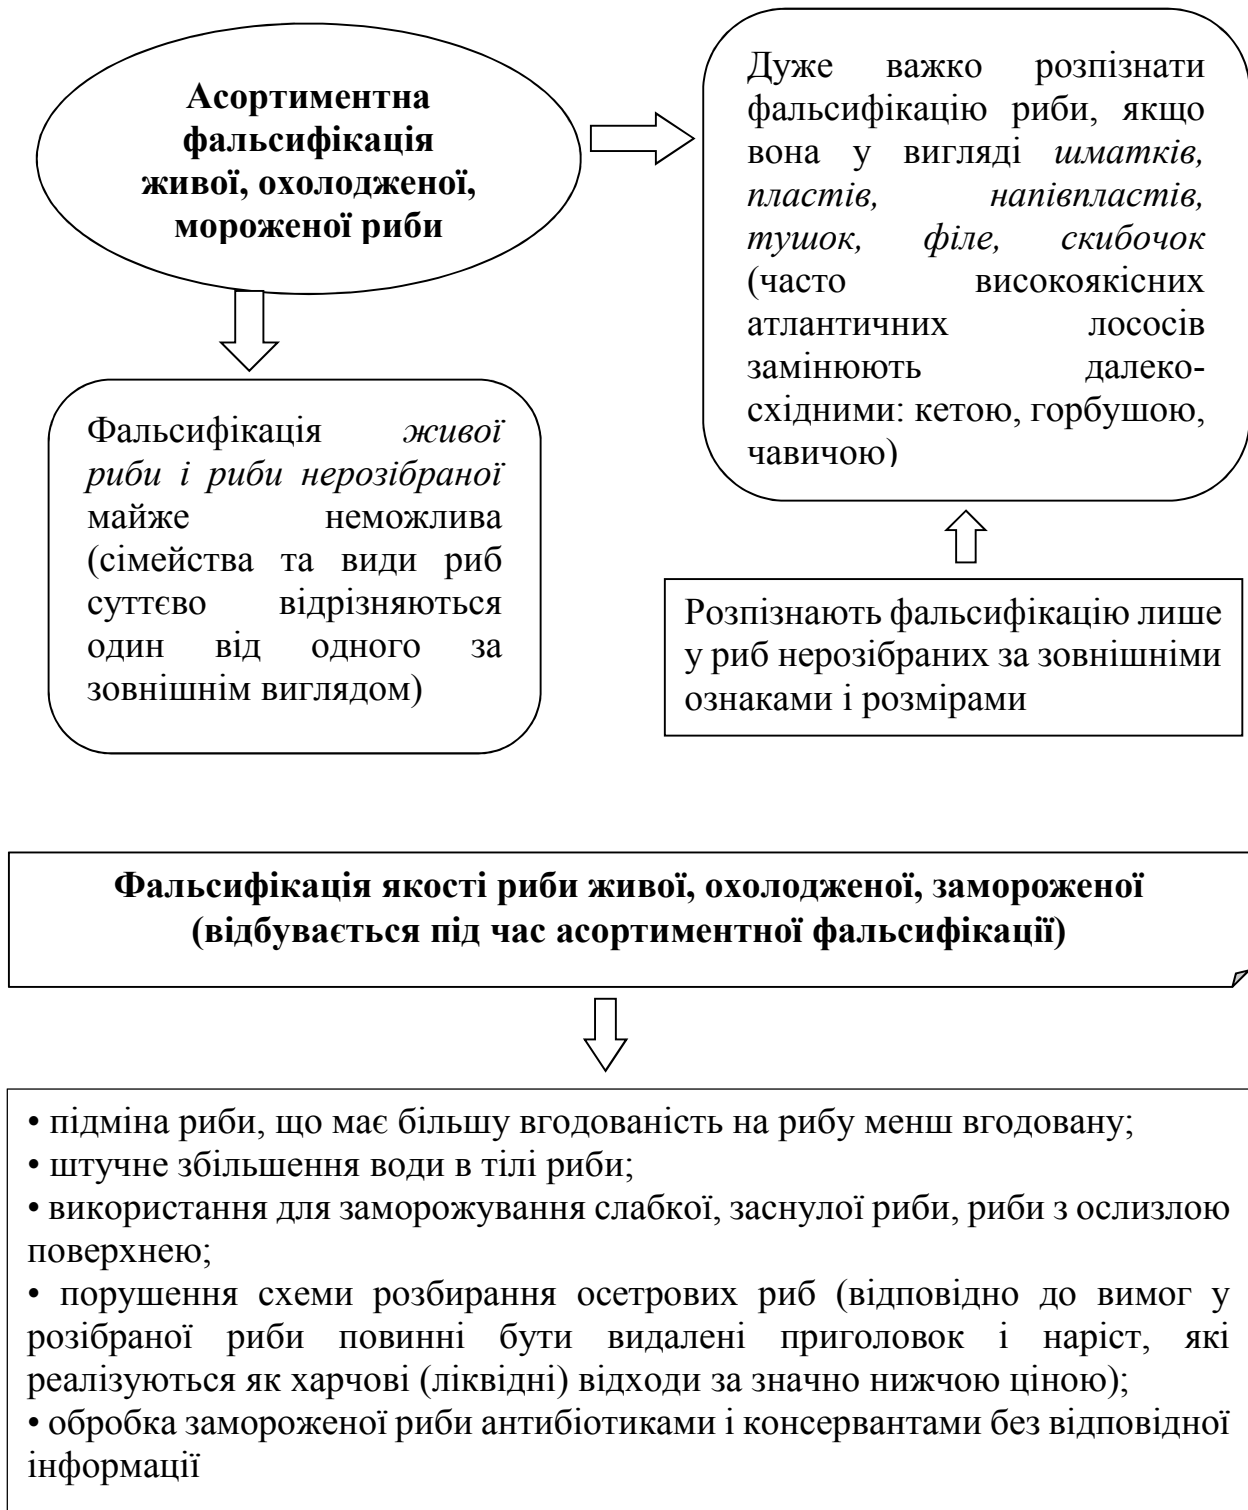 Асортиментна
фальсифікація
живої, охолодженої,
мороженої риби
Дуже важко розпізнати
фальсифікацію риби, якщо
вона у вигляді шматків,
пластів, напівпластів,
тушок, філе, скибочок
(часто високоякісних
атлантичних лососів
замінюють далеко-
східними: кетою, горбушою,
чавичою)
Фальсифікація живої
риби і риби нерозібраної
майже неможлива
(сімейства та види риб
суттєво відрізняються
один від одного за
зовнішнім виглядом)
Розпізнають фальсифікацію лише
у риб нерозібраних за зовнішніми
ознаками і розмірами
Фальсифікація якості риби живої, охолодженої, замороженої
(відбувається під час асортиментної фальсифікації)
• підміна риби, що має більшу вгодованість на рибу менш вгодовану;
• штучне збільшення води в тілі риби;
• використання для заморожування слабкої, заснулої риби, риби з ослизлою
поверхнею;
• порушення схеми розбирання осетрових риб (відповідно до вимог у
розібраної риби повинні бути видалені приголовок і наріст, які
реалізуються як харчові (ліквідні) відходи за значно нижчою ціною);
• обробка замороженої риби антибіотиками і консервантами без відповідної
інформації